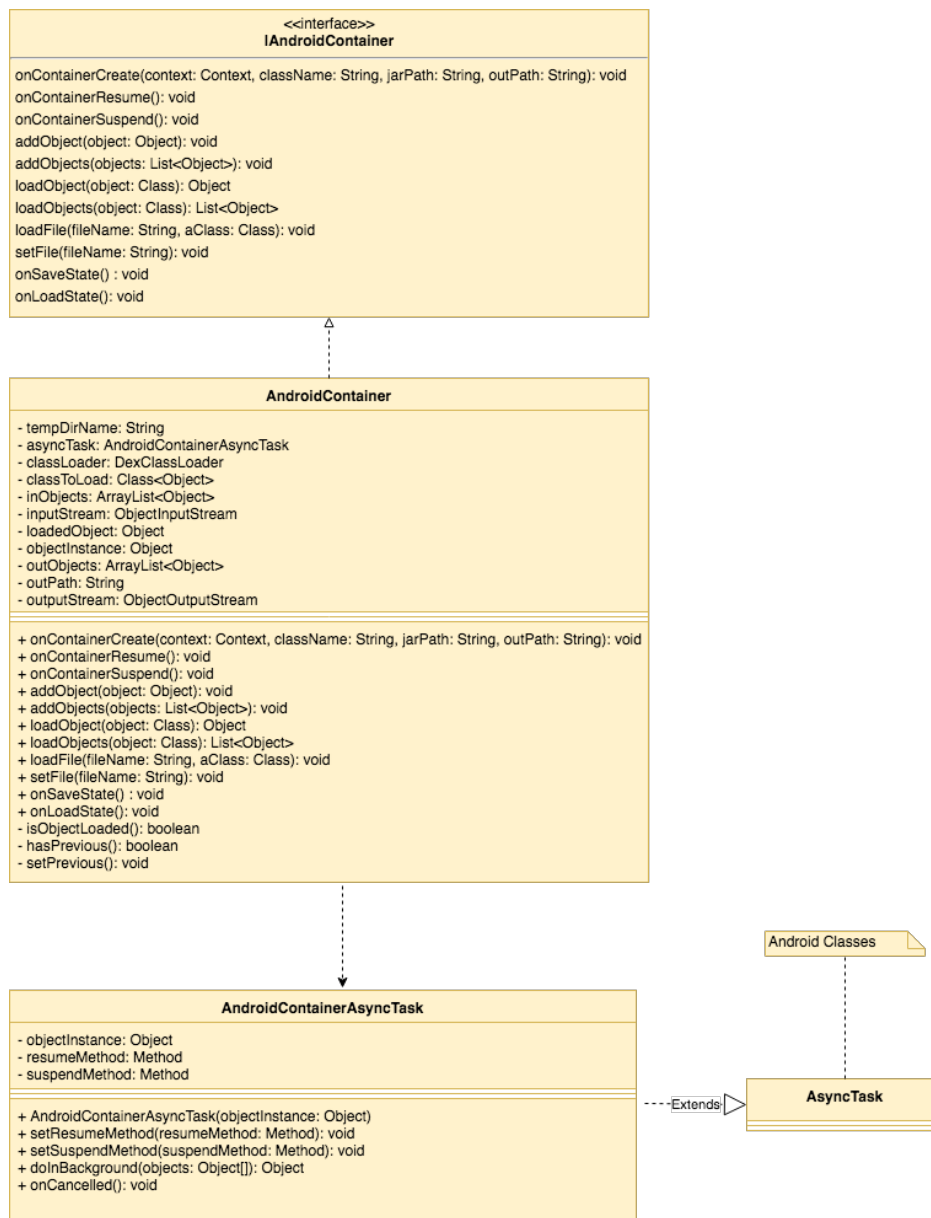 <<interface>>
IAndroidContainer
onContainerCreate(context: Context, className: String, jarPath: String, outPath: String): void
onContainerResume(): void
onContainerSuspend(): void
addObject(object: Object): void
addObjects(objects: List<Object>): void
loadObject(object: Class): Object
loadObjects(object: Class): List<Object>
loadFile(fileName: String, aClass: Class): void
setFile(fileName: String): void
onSaveState() : void
onLoadState(): void
AndroidContainer
- tempDirName: String
- asyncTask: AndroidContainerAsyncTask
- classLoader: DexClassLoader
- classToLoad: Class<Object>
- inObjects: ArrayList<Object>
- inputStream: ObjectInputStream
- loadedObject: Object
- objectInstance: Object
- outObjects: ArrayList<Object>
- outPath: String
- outputStream: ObjectOutputStream
+ onContainerCreate(context: Context, className: String, jarPath: String, outPath: String): void
+ onContainerResume(): void
+ onContainerSuspend(): void
+ addObject(object: Object): void
+ addObjects(objects: List<Object>): void
+ loadObject(object: Class): Object
+ loadObjects(object: Class): List<Object>
+ loadFile(fileName: String, aClass: Class): void
+ setFile(fileName: String): void
+ onSaveState() : void
+ onLoadState(): void
- isObjectLoaded(): boolean
- hasPrevious(): boolean
- setPrevious(): void
Android Classes
AndroidContainerAsyncTask
- objectInstance: Object
- resumeMethod: Method
- suspendMethod: Method
+ AndroidContainerAsyncTask(objectInstance: Object)
+ setResumeMethod(resumeMethod: Method): void
+ setSuspendMethod(suspendMethod: Method): void
+ doInBackground(objects: Object[]): Object
+ onCancelled(): void
Extends
AsyncTask